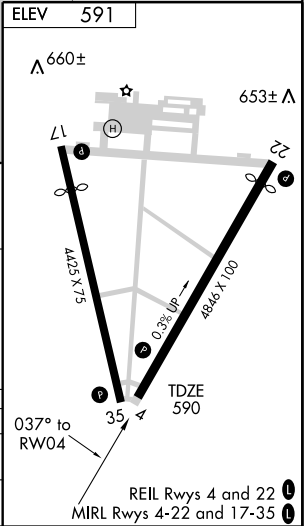 ELEV 591
660±
653±
H
17
P
22
P
4425 X 75
0.3% UP
4846 X 100
P
P
TDZE
590
35
4
037° to
RW04
REIL Rwys 4 and 22 L
MIRL Rwys 4-22 and 17-35 L